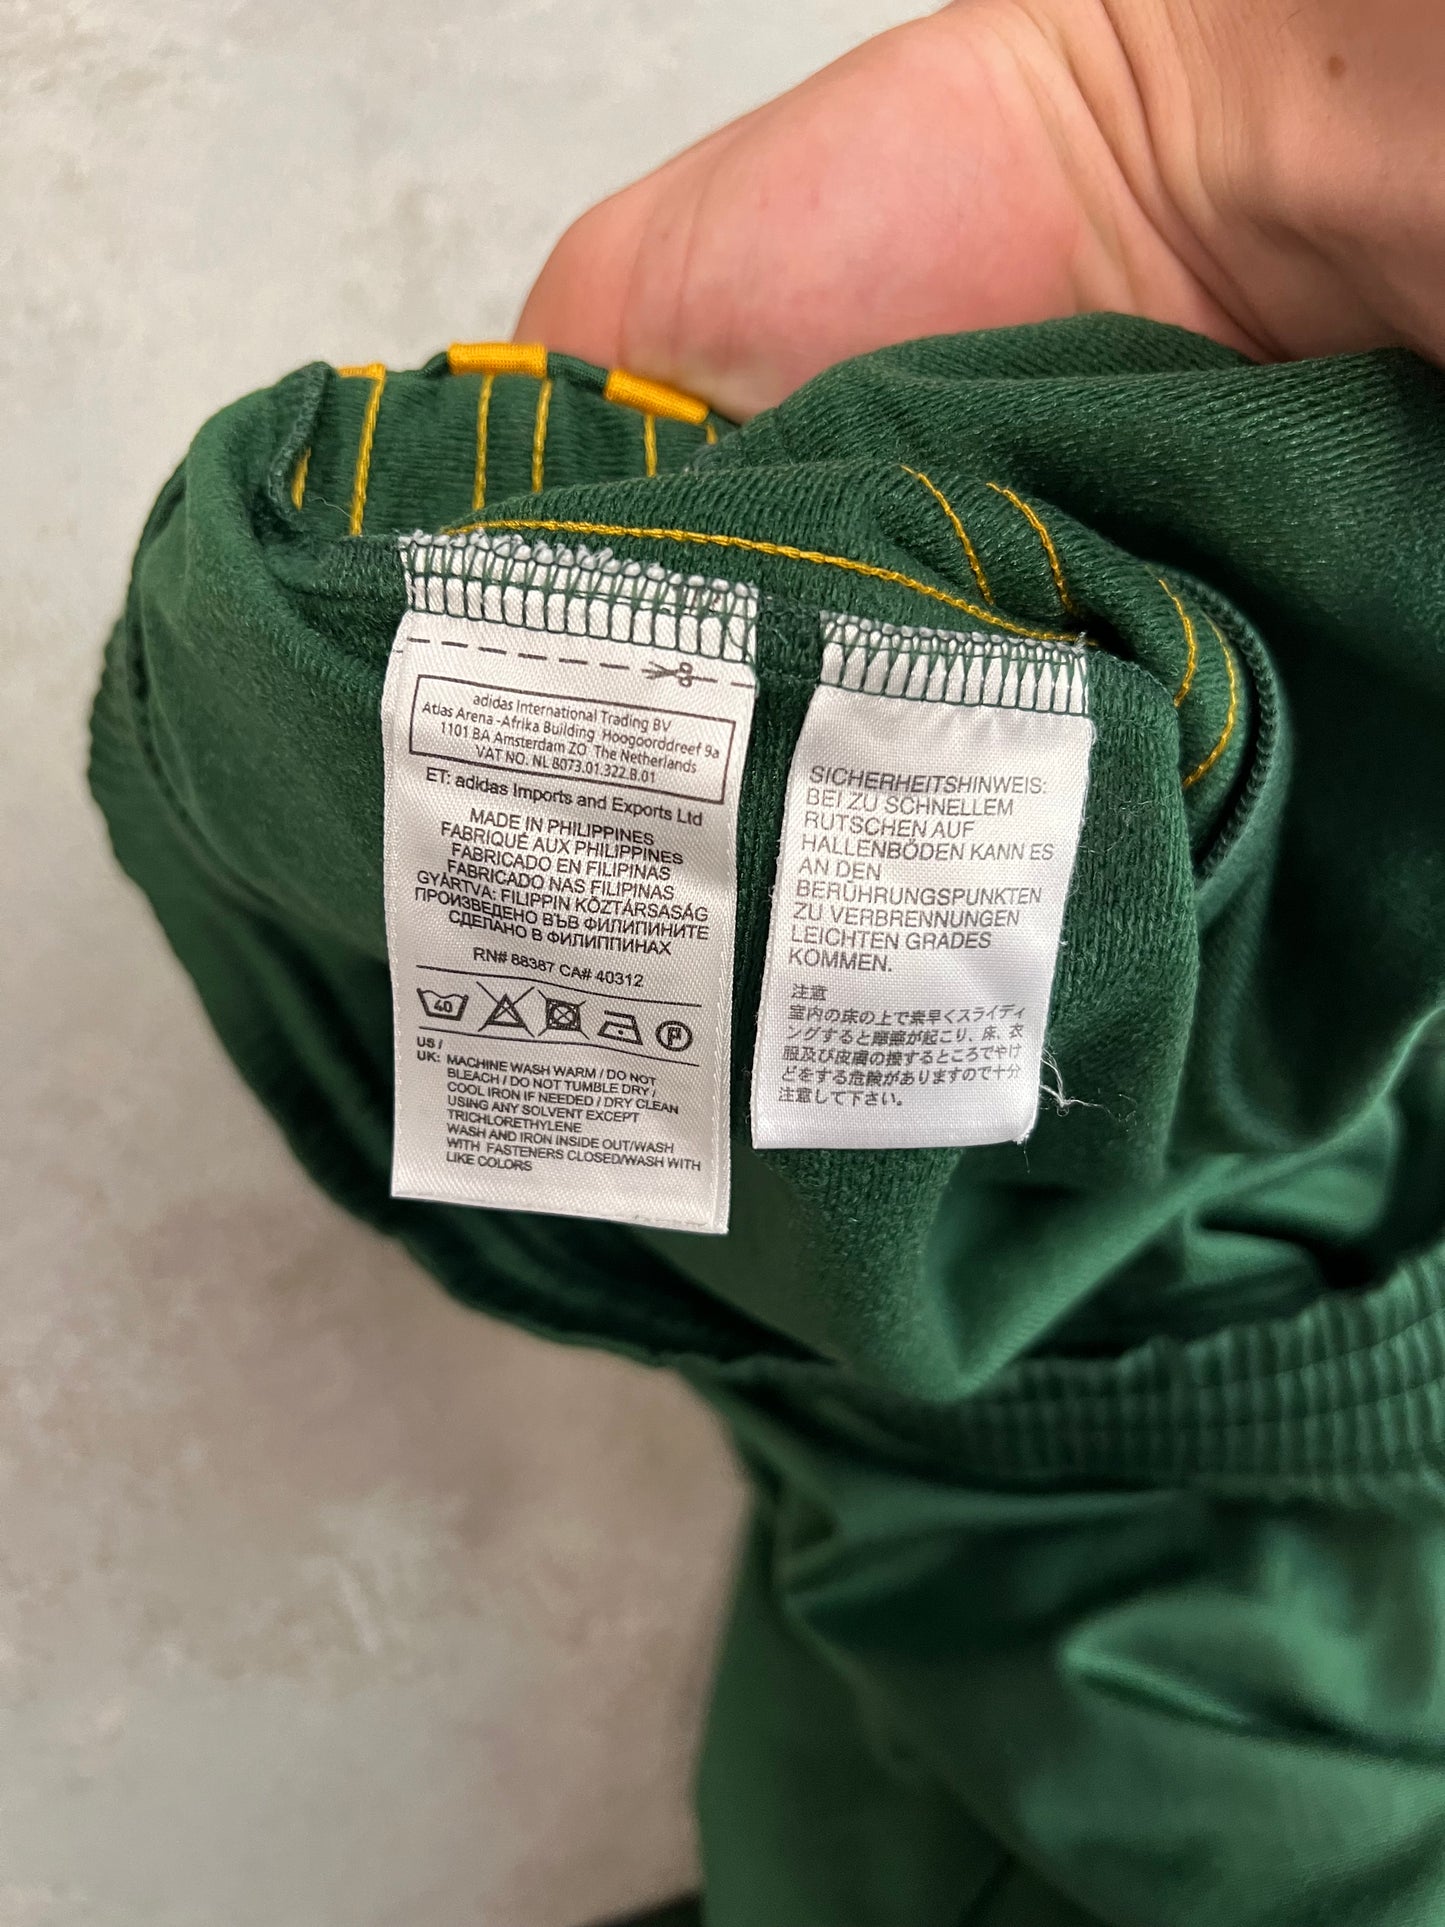 adidas International Trading BV
Atlas Arena -Afrika Building Hoogoorddreef 9a
1101 BA Amsterdam ZO The Netherlands
VAT NO. NL 8073.01.322.B.01
ET: adidas Imports and Exports Ltd
MADE IN PHILIPPINES
FABRIQUÉ AUX PHILIPPINES
FABRICADO EN FILIPINAS
FABRICADO NAS FILIPINAS
GYÁRTVA: FILIPPIN KÖZTÁRSASÁG
ПРОИЗВЕДЕНО ВЪВ ФИЛИПИНИТЕ
СДЕЛАНО В ФИЛИППИНАХ
RN# 88387 CA# 40312
40 P
US /
UK: MACHINE WASH WARM / DO NOT
BLEACH / DO NOT TUMBLE DRY /
COOL IRON IF NEEDED / DRY CLEAN
USING ANY SOLVENT EXCEPT
TRICHLORETHYLENE
WASH AND IRON INSIDE OUT/WASH
WITH FASTENERS CLOSED/WASH WITH
LIKE COLORS
SICHERHEITSHINWEIS:
BEI ZU SCHNELLEM
RUTSCHEN AUF
HALLENBÖDEN KANN ES
AN DEN
BERÜHRUNGSPUNKTEN
ZU VERBRENNUNGEN
LEICHTEN GRADES
KOMMEN.
注意
室内の床の上で素早くスライディ
ングすると摩擦が起こり、床、衣
服及び皮膚の接するところでやけ
どをする危険がありますので十分
注意して下さい。